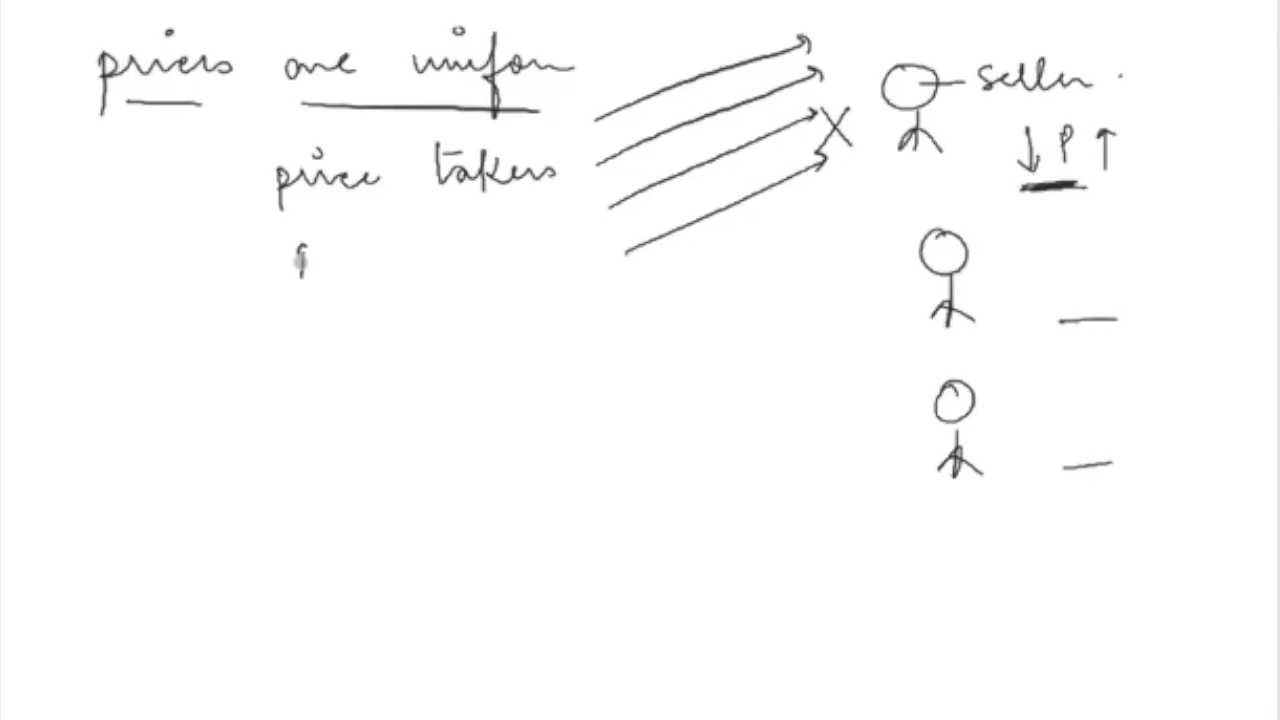 prices are uniform
seller.
↓ P ↑
price takers
p